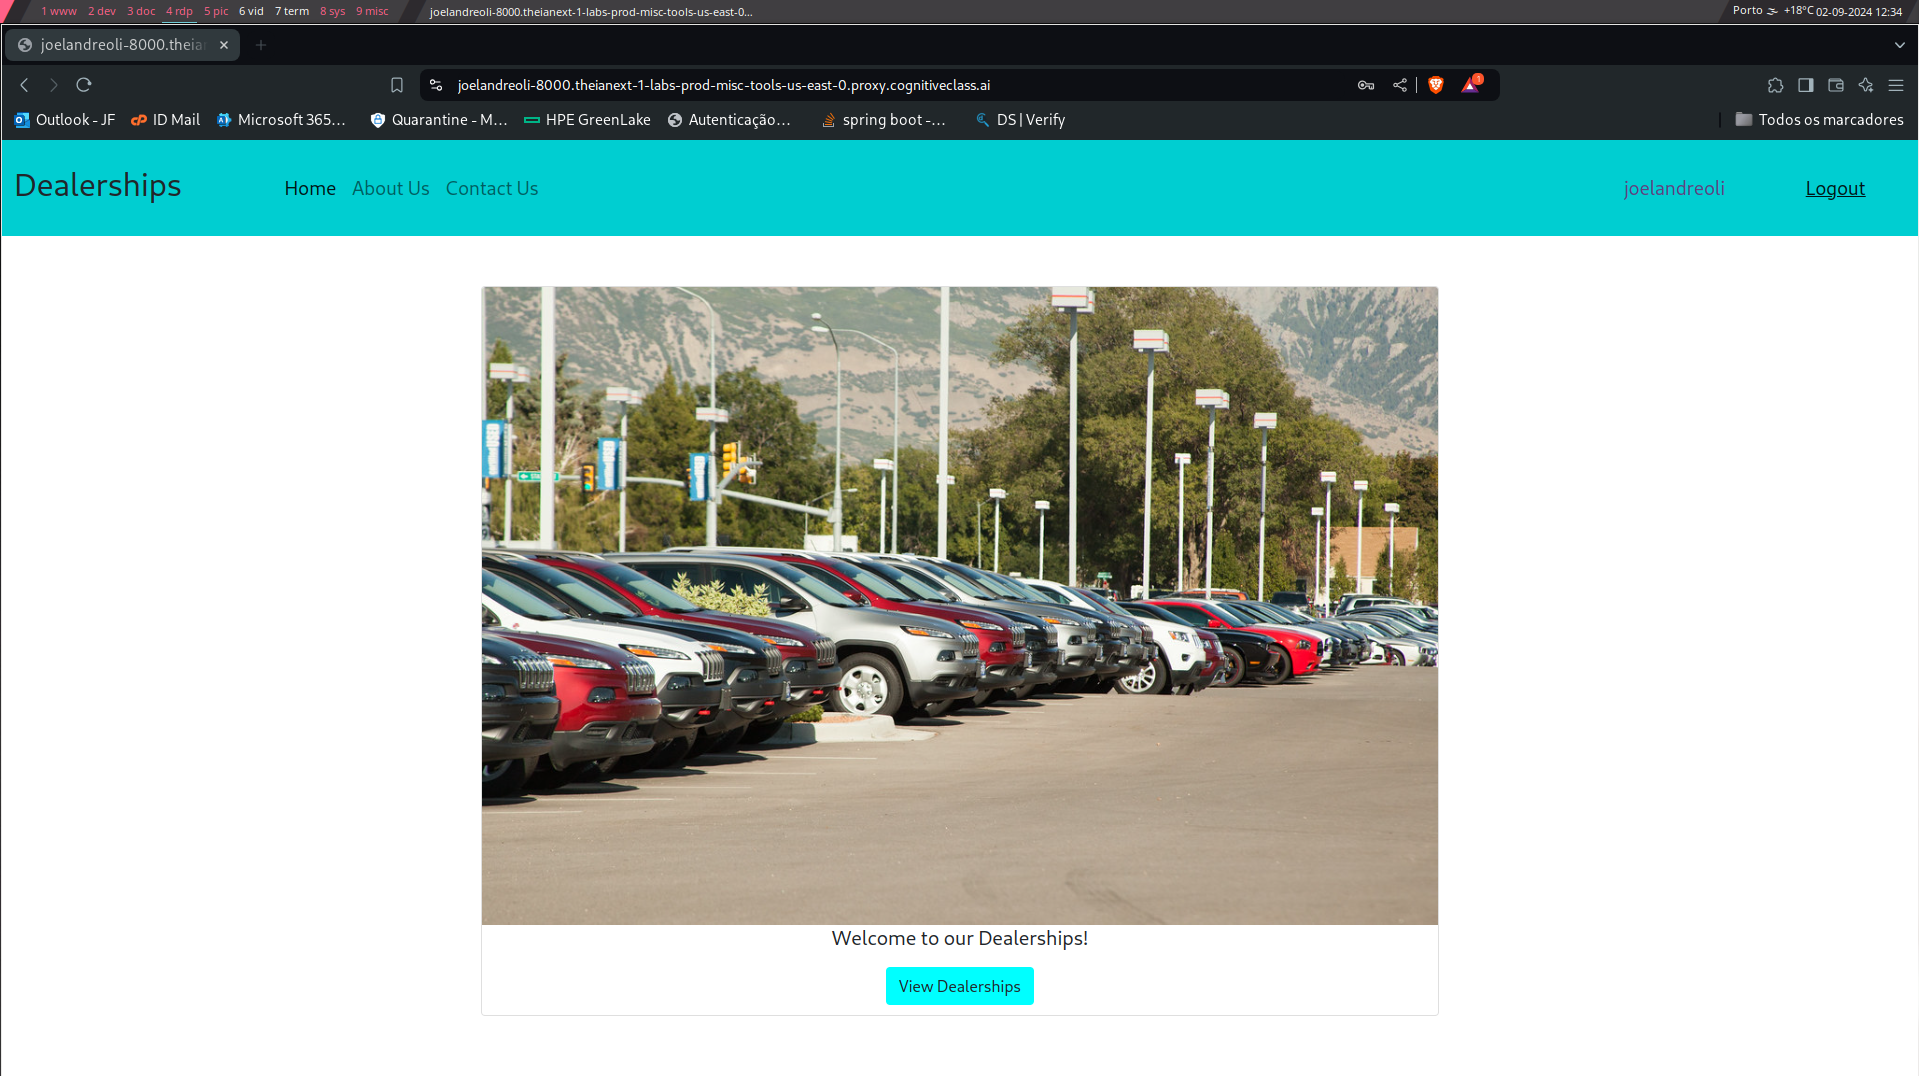 1 www 2 dev 3 doc 4 rdp 5 pic 6 vid 7 term 8 sys 9 misc joelandreoli-8000.theianext-1-labs-prod-misc-tools-us-east-0... Porto +18°C 02-09-2024 12:34
joelandreoli-8000.theia
joelandreoli-8000.theianext-1-labs-prod-misc-tools-us-east-0.proxy.cognitiveclass.ai 1
Outlook - JF ID Mail Microsoft 365... Quarantine - M... HPE GreenLake Autenticação... spring boot -... DS | Verify Todos os marcadores
Dealerships Home About Us Contact Us joelandreoli Logout
Welcome to our Dealerships!
View Dealerships